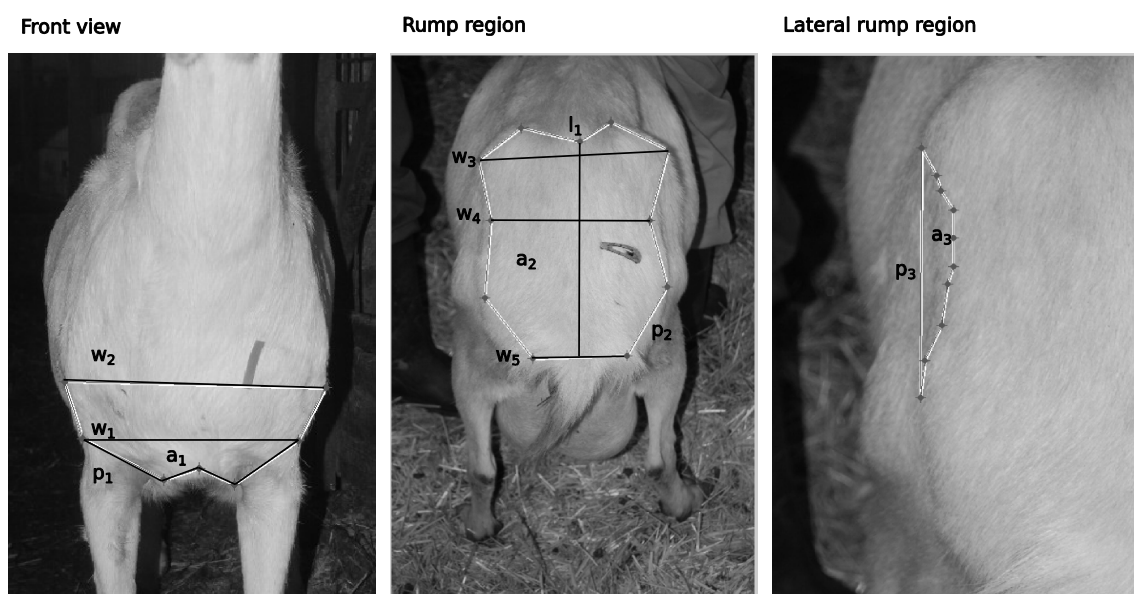 Front view
w₂
w₁
a₁
p₁
Rump region
l₁
w₃
w₄
a₂
p₂
w₅
Lateral rump region
a₃
p₃